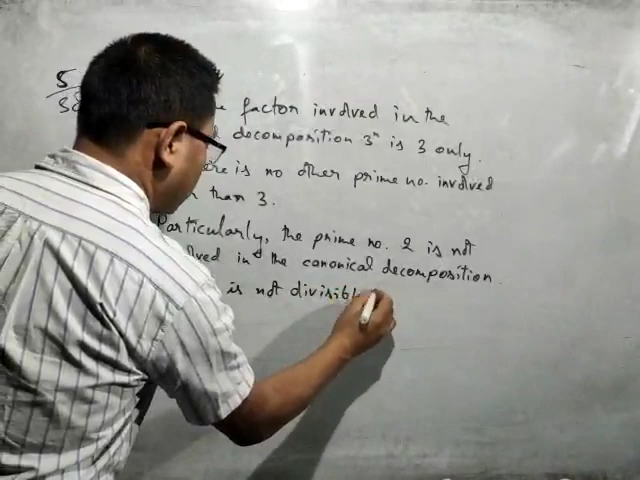 5
factor involved in the
decomposition 3ⁿ is 3 only.
is no other prime no. involved
than 3.
Particularly, the prime no. 2 is not
in the canonical decomposition.
is not divisibl